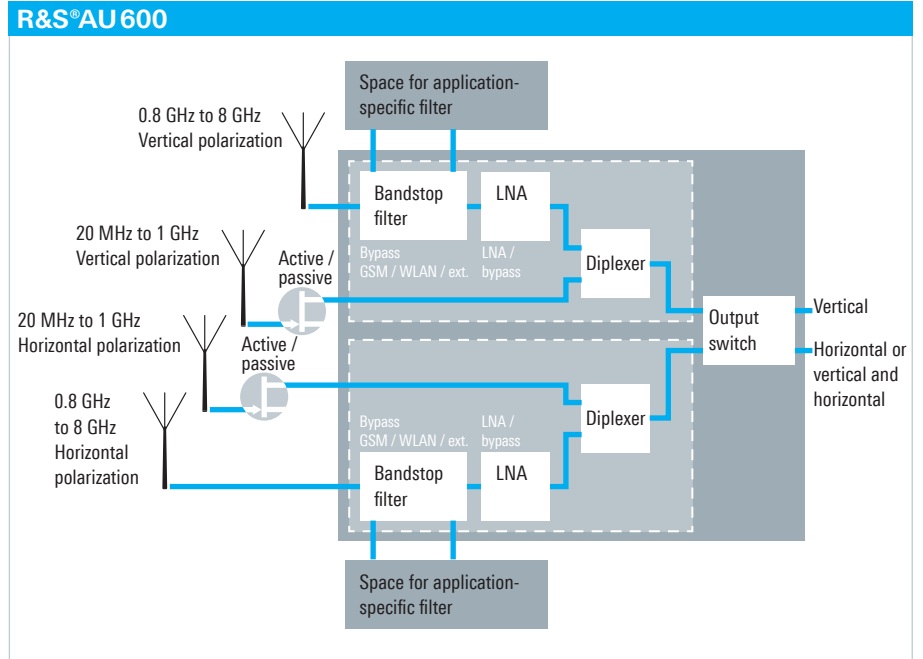 R&S®AU600
Space for application-
specific filter
0.8 GHz to 8 GHz
Vertical polarization
Bandstop
filter
LNA
Bypass
GSM / WLAN / ext.
LNA /
bypass
20 MHz to 1 GHz
Vertical polarization
Active /
passive
Diplexer
Output
switch
Vertical
Horizontal or
vertical and
horizontal
20 MHz to 1 GHz
Horizontal polarization
Active /
passive
Diplexer
0.8 GHz
to 8 GHz
Horizontal
polarization
Bypass
GSM / WLAN / ext.
LNA /
bypass
Bandstop
filter
LNA
Space for application-
specific filter